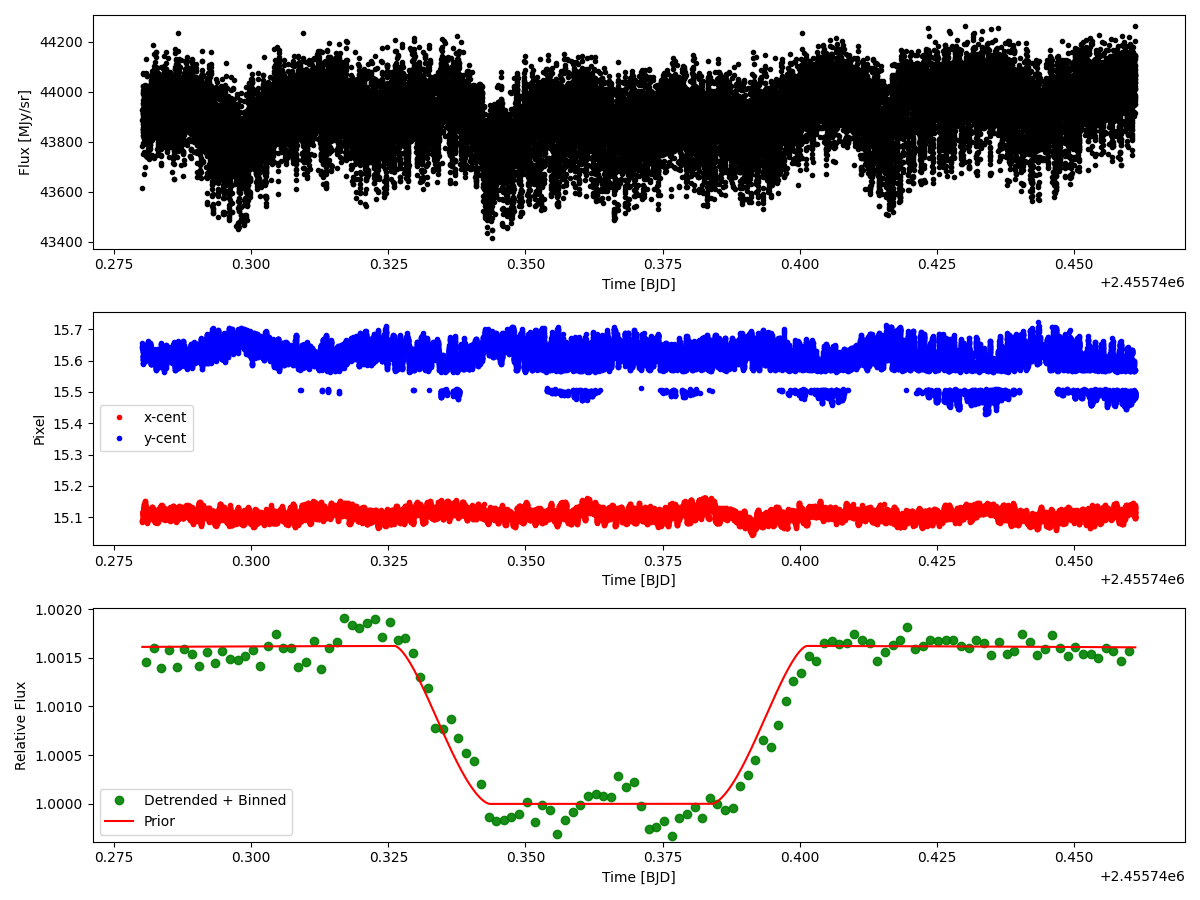 44200
44000
43800
43600
43400
Flux [MJy/sr]
0.275 0.300 0.325 0.350 0.375 0.400 0.425 0.450
Time [BJD]
+2.45574e6
15.7
15.6
15.5
15.4
15.3
15.2
15.1
Pixel
x-cent
y-cent
0.275 0.300 0.325 0.350 0.375 0.400 0.425 0.450
Time [BJD]
+2.45574e6
1.0020
1.0015
1.0010
1.0005
1.0000
Relative Flux
Detrended + Binned
Prior
0.275 0.300 0.325 0.350 0.375 0.400 0.425 0.450
Time [BJD]
+2.45574e6